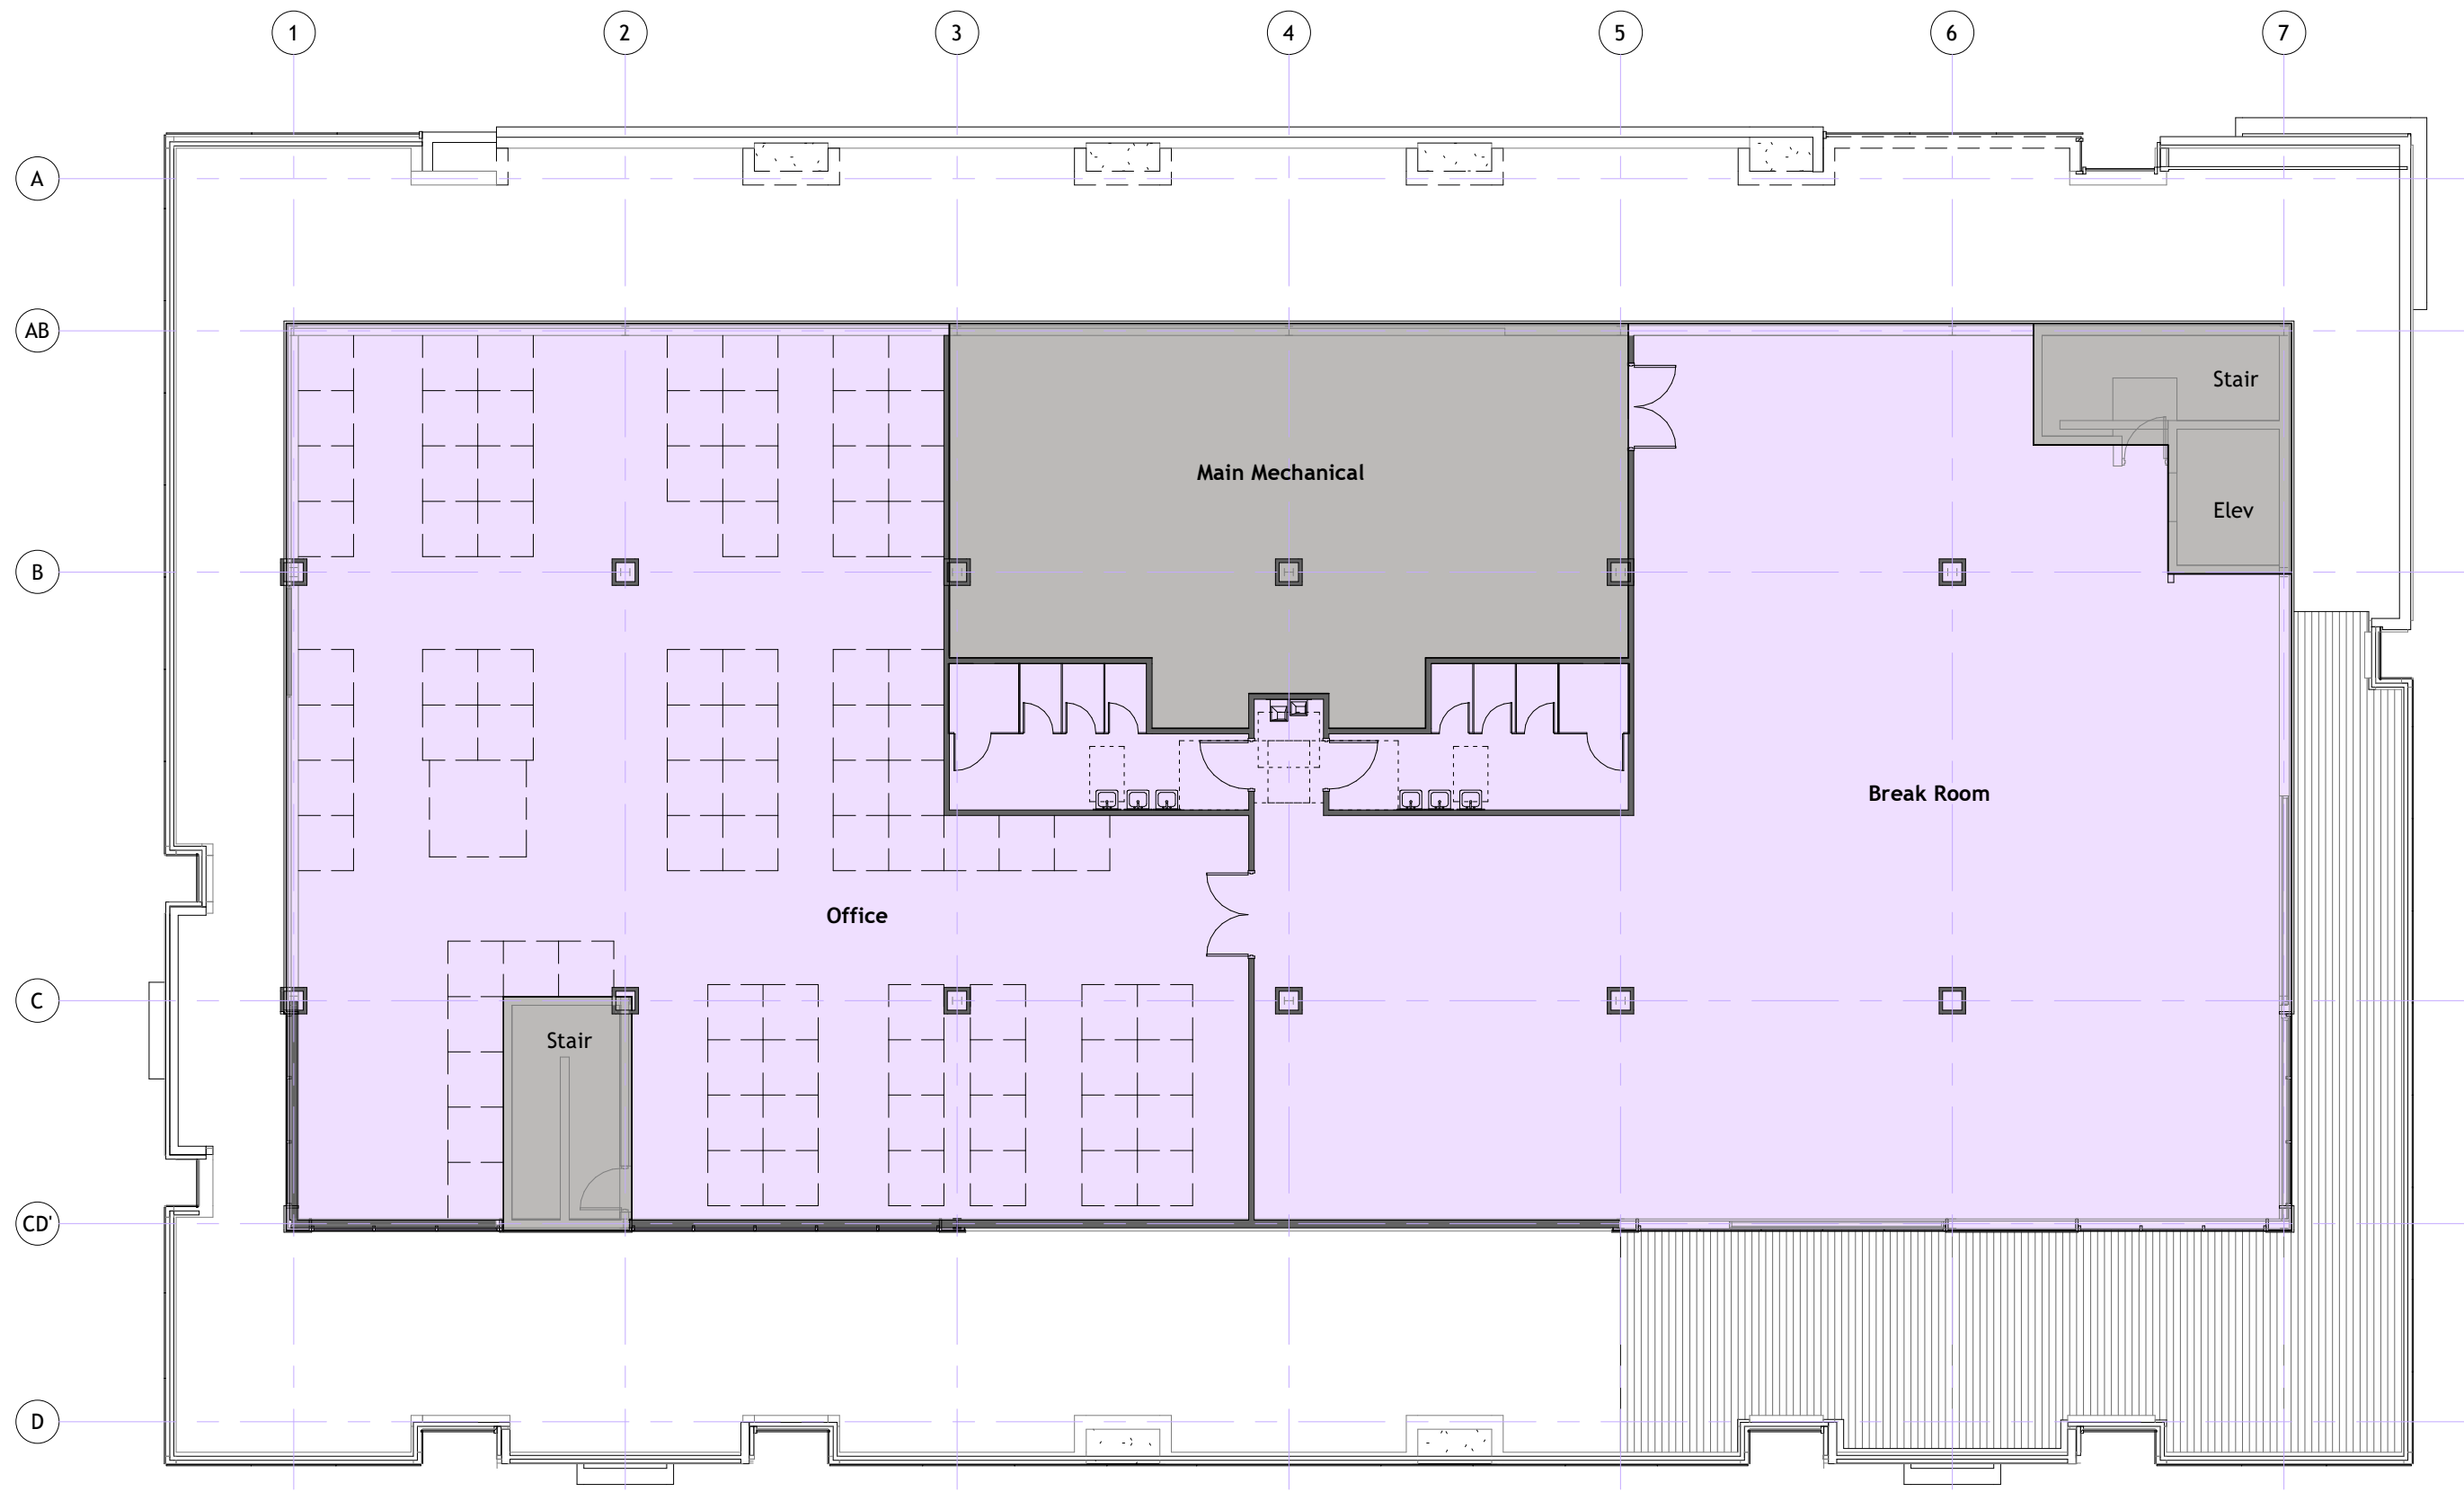 1 2 3 4 5 6 7
A
AB
Stair
Main Mechanical
Elev
B
Break Room
Office
C
Stair
CD'
D